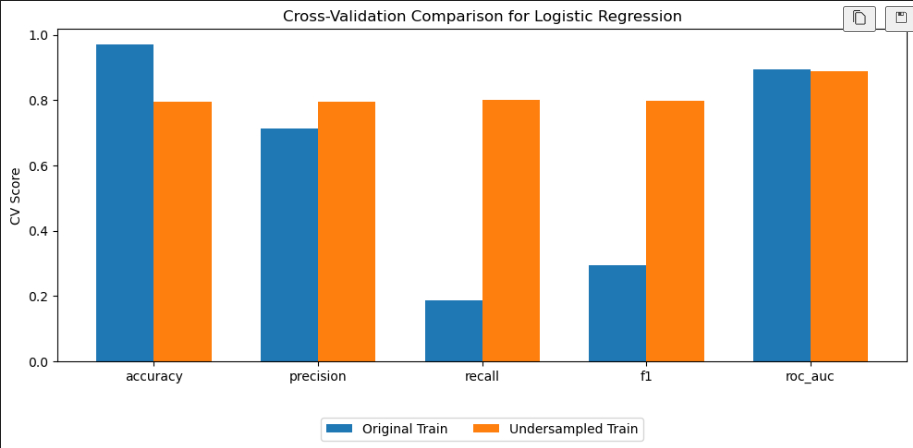 Cross-Validation Comparison for Logistic Regression
1.0
0.8
0.6
0.4
0.2
0.0
CV Score
accuracy precision recall f1 roc_auc
Original Train Undersampled Train